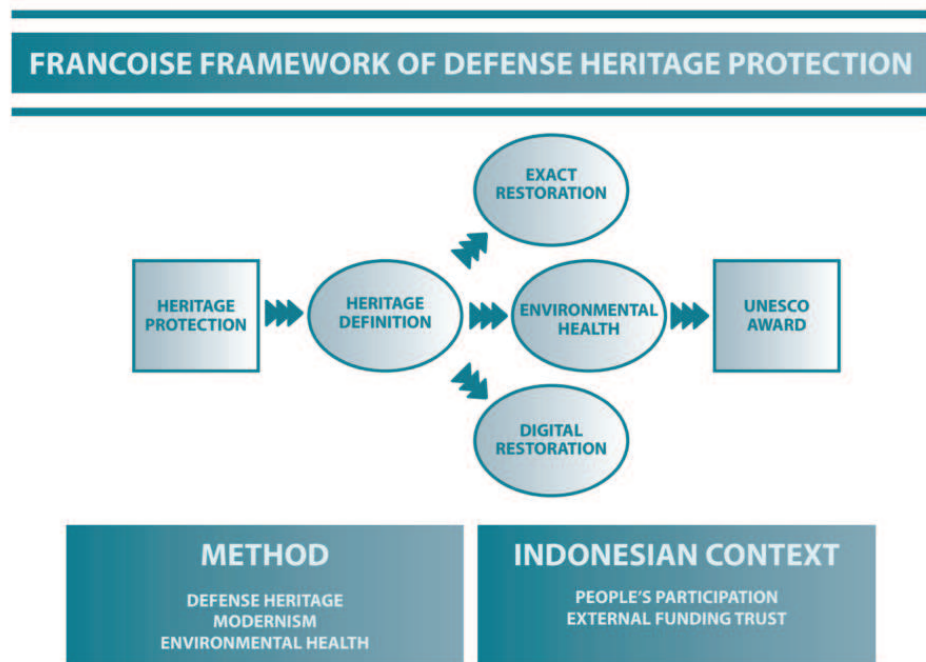 FRANCOISE FRAMEWORK OF DEFENSE HERITAGE PROTECTION
EXACT
RESTORATION
HERITAGE
PROTECTION
HERITAGE
DEFINITION
ENVIRONMENTAL
HEALTH
UNESCO
AWARD
DIGITAL
RESTORATION
METHOD
DEFENSE HERITAGE
MODERNISM
ENVIRONMENTAL HEALTH
INDONESIAN CONTEXT
PEOPLE'S PARTICIPATION
EXTERNAL FUNDING TRUST